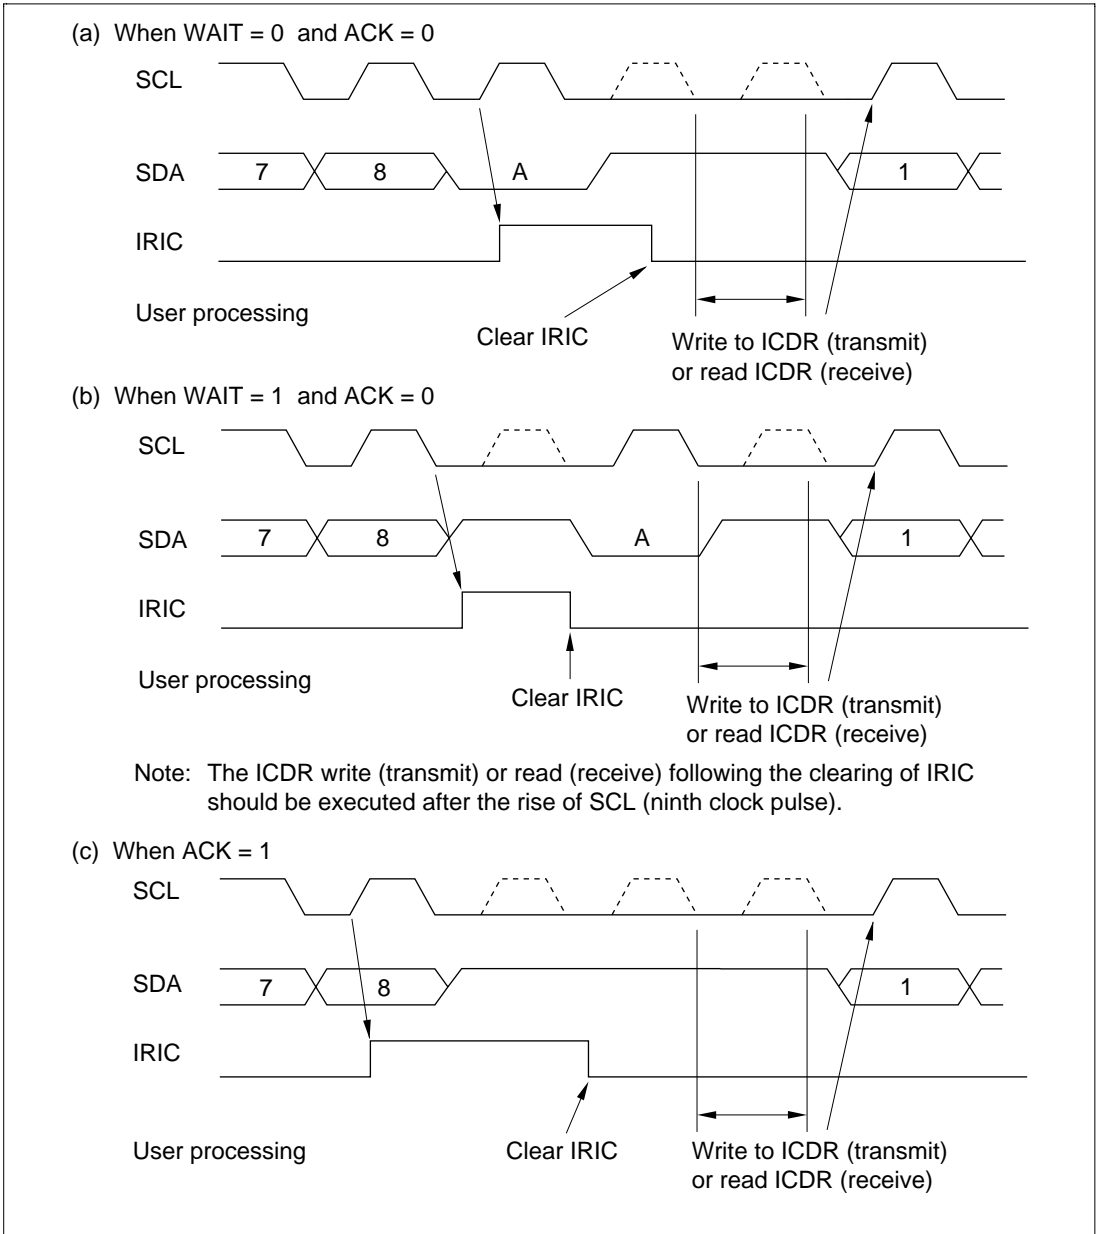 (a) When WAIT = 0 and ACK = 0
SCL
SDA 7 8 A 1
IRIC
User processing
Clear IRIC
Write to ICDR (transmit)
or read ICDR (receive)
(b) When WAIT = 1 and ACK = 0
SCL
SDA 7 8 A 1
IRIC
User processing
Clear IRIC
Write to ICDR (transmit)
or read ICDR (receive)
Note: The ICDR write (transmit) or read (receive) following the clearing of IRIC
should be executed after the rise of SCL (ninth clock pulse).
(c) When ACK = 1
SCL
SDA 7 8 1
IRIC
User processing
Clear IRIC
Write to ICDR (transmit)
or read ICDR (receive)